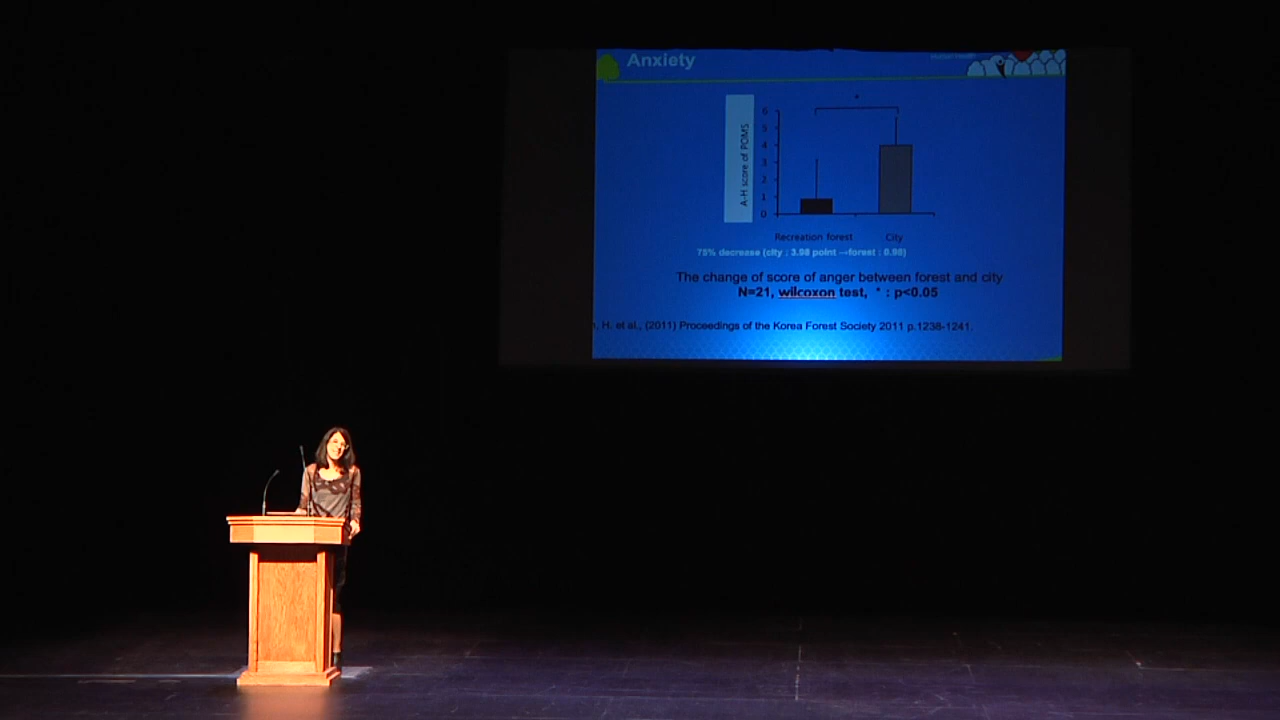 Anxiety
A-H score of POMS
6
5
4
3
2
1
0
*
Recreation forest City
75% decrease (city : 3.98 point →forest : 0.98)
The change of score of anger between forest and city
N=21, wilcoxon test, * : p<0.05
, H. et al., (2011) Proceedings of the Korea Forest Society 2011 p.1238-1241.